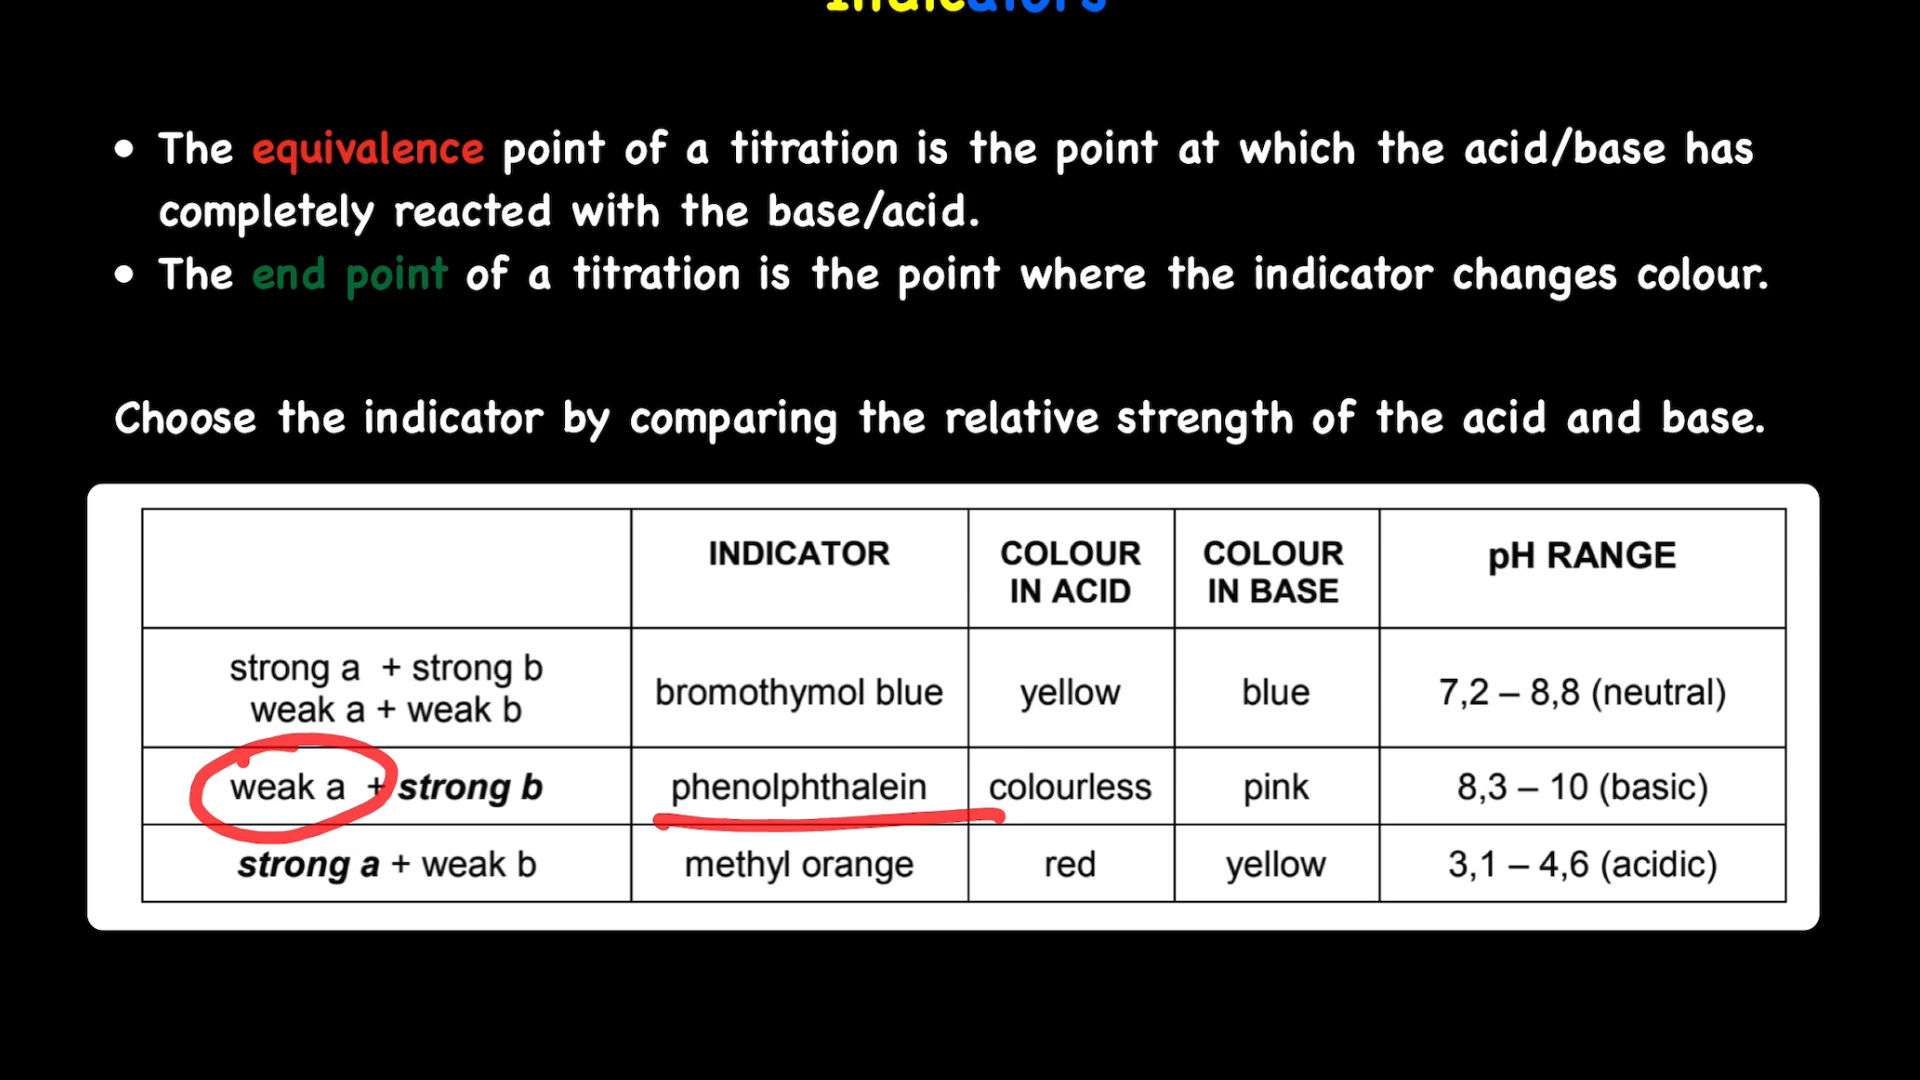 Indicators
• The equivalence point of a titration is the point at which the acid/base has
completely reacted with the base/acid.
• The end point of a titration is the point where the indicator changes colour.
Choose the indicator by comparing the relative strength of the acid and base.
INDICATOR COLOUR IN ACID COLOUR IN BASE pH RANGE
strong a + strong b
weak a + weak b bromothymol blue yellow blue 7,2 – 8,8 (neutral)
weak a + strong b phenolphthalein colourless pink 8,3 – 10 (basic)
strong a + weak b methyl orange red yellow 3,1 – 4,6 (acidic)